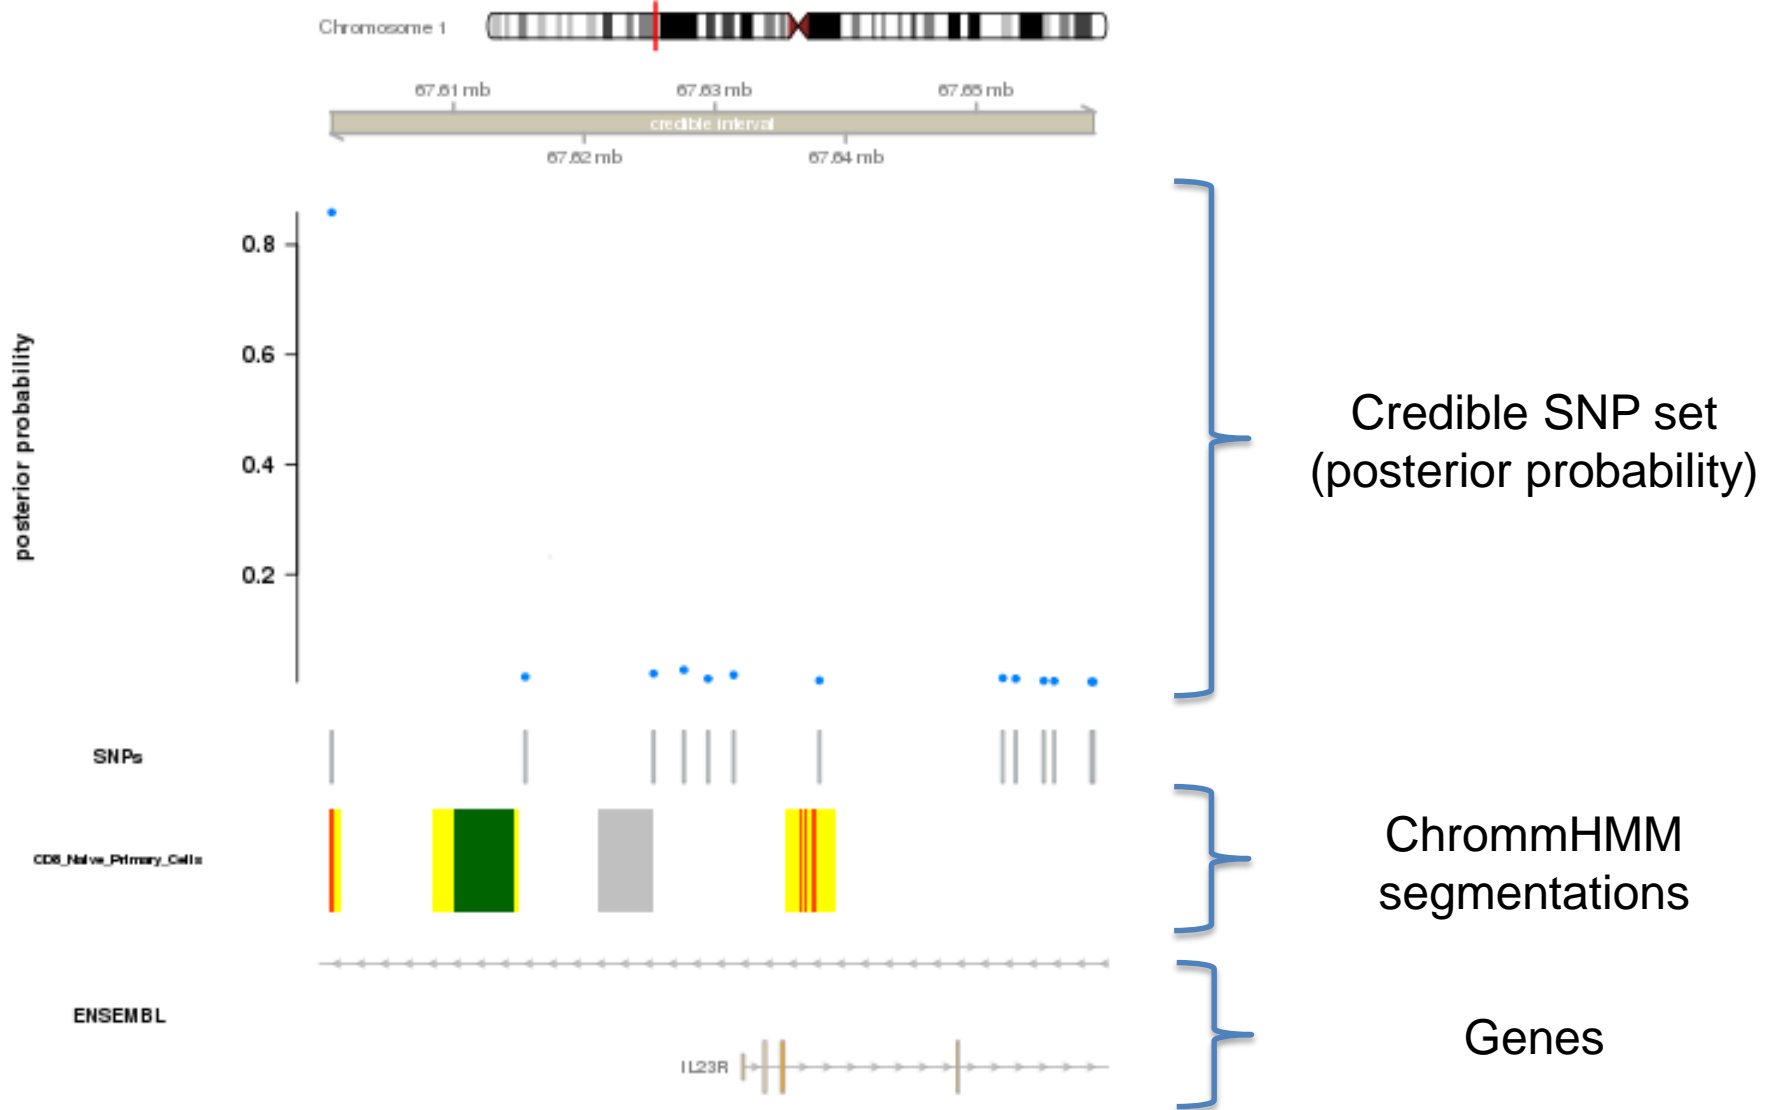 Chromosome 1
67.61 mb
67.63 mb
67.65 mb
credible interval
67.62 mb
67.64 mb
posterior probability
0.8
0.6
0.4
0.2
Credible SNP set
(posterior probability)
SNPs
CD8_Naive_Primary_Cells
ChrommHMM
segmentations
ENSEMBL
IL23R
Genes